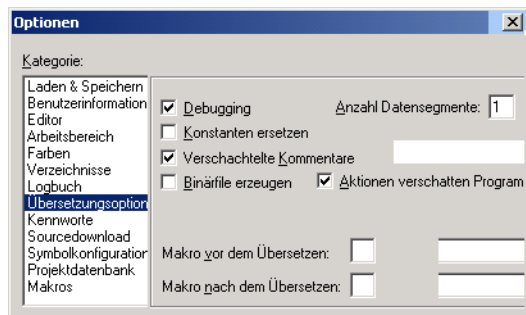 Optionen
Kategorie:
Laden & Speichern
Benutzerinformation
Editor
Arbeitsbereich
Farben
Verzeichnisse
Logbuch
Übersetzungsoption
Kennworte
Sourcedownload
Symbolkonfiguration
Projektdatenbank
Makros
Debugging
Anzahl Datensegmente: 1
Konstanten ersetzen
Verschachtelte Kommentare
Binärfile erzeugen
Aktionen verschatten Program
Makro vor dem Übersetzen:
Makro nach dem Übersetzen: